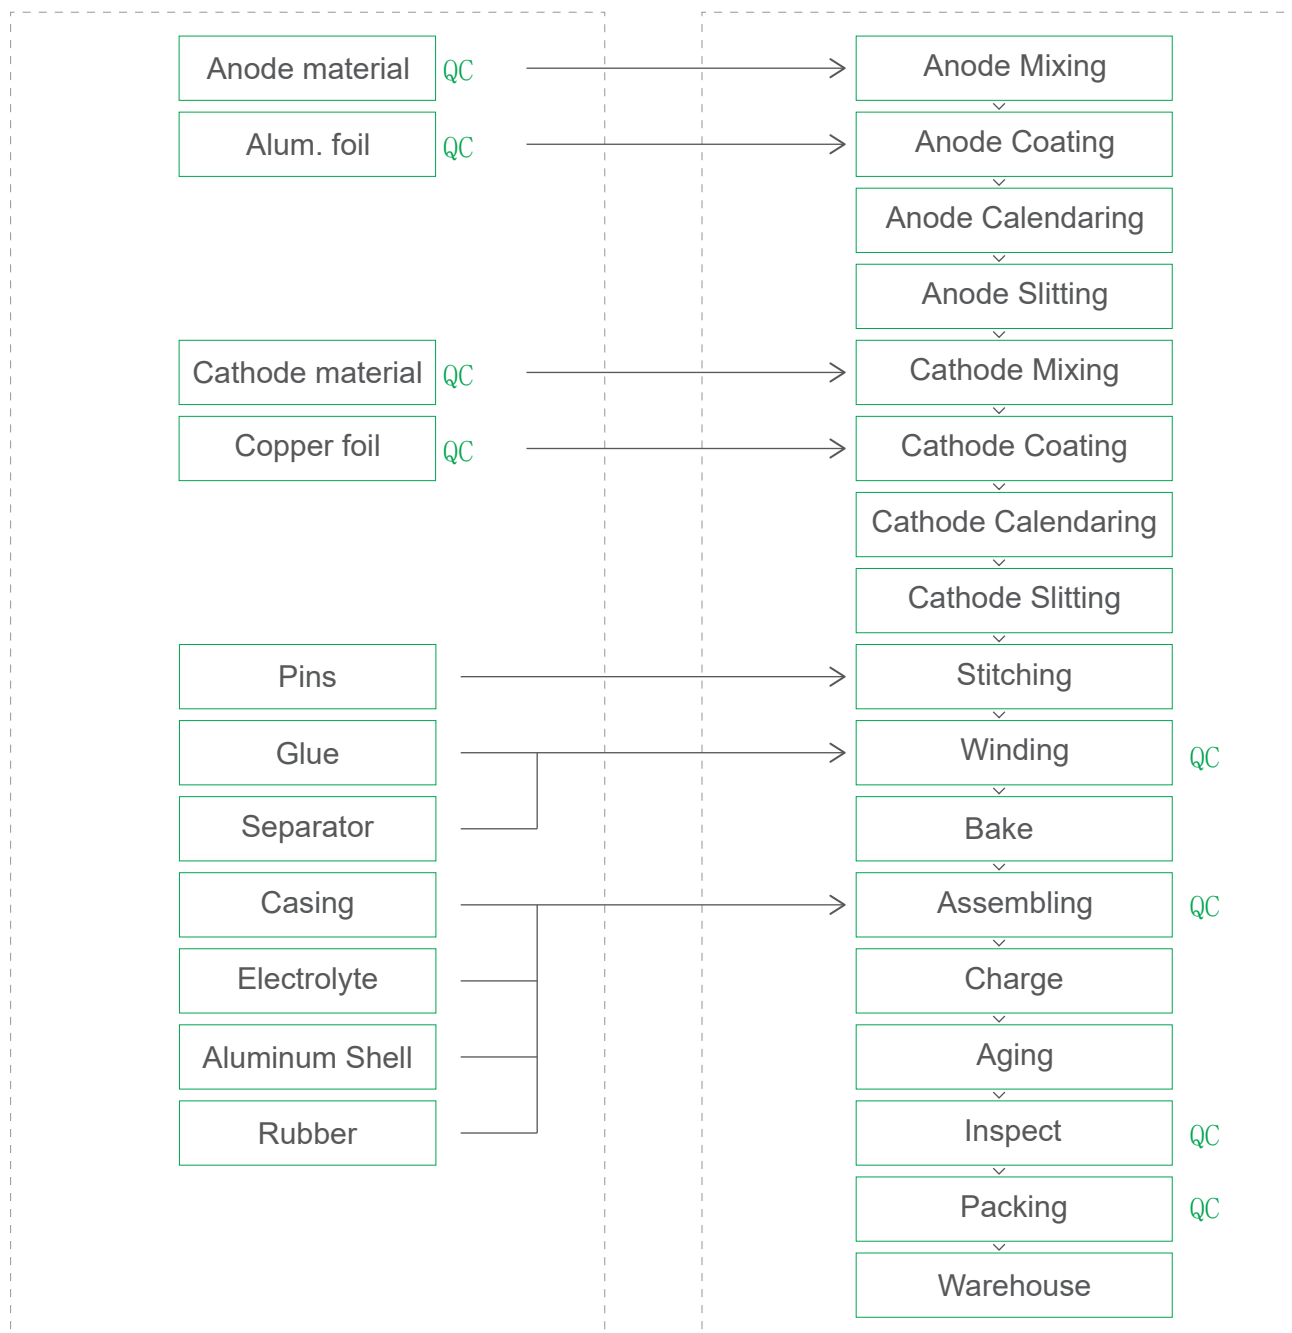 Anode material QC
Anode Mixing
Alum. foil QC
Anode Coating
Anode Calendaring
Anode Slitting
Cathode material QC
Cathode Mixing
Copper foil QC
Cathode Coating
Cathode Calendaring
Cathode Slitting
Pins
Stitching
Glue
Winding QC
Separator
Bake
Casing
Assembling QC
Electrolyte
Charge
Aluminum Shell
Aging
Rubber
Inspect QC
Packing QC
Warehouse